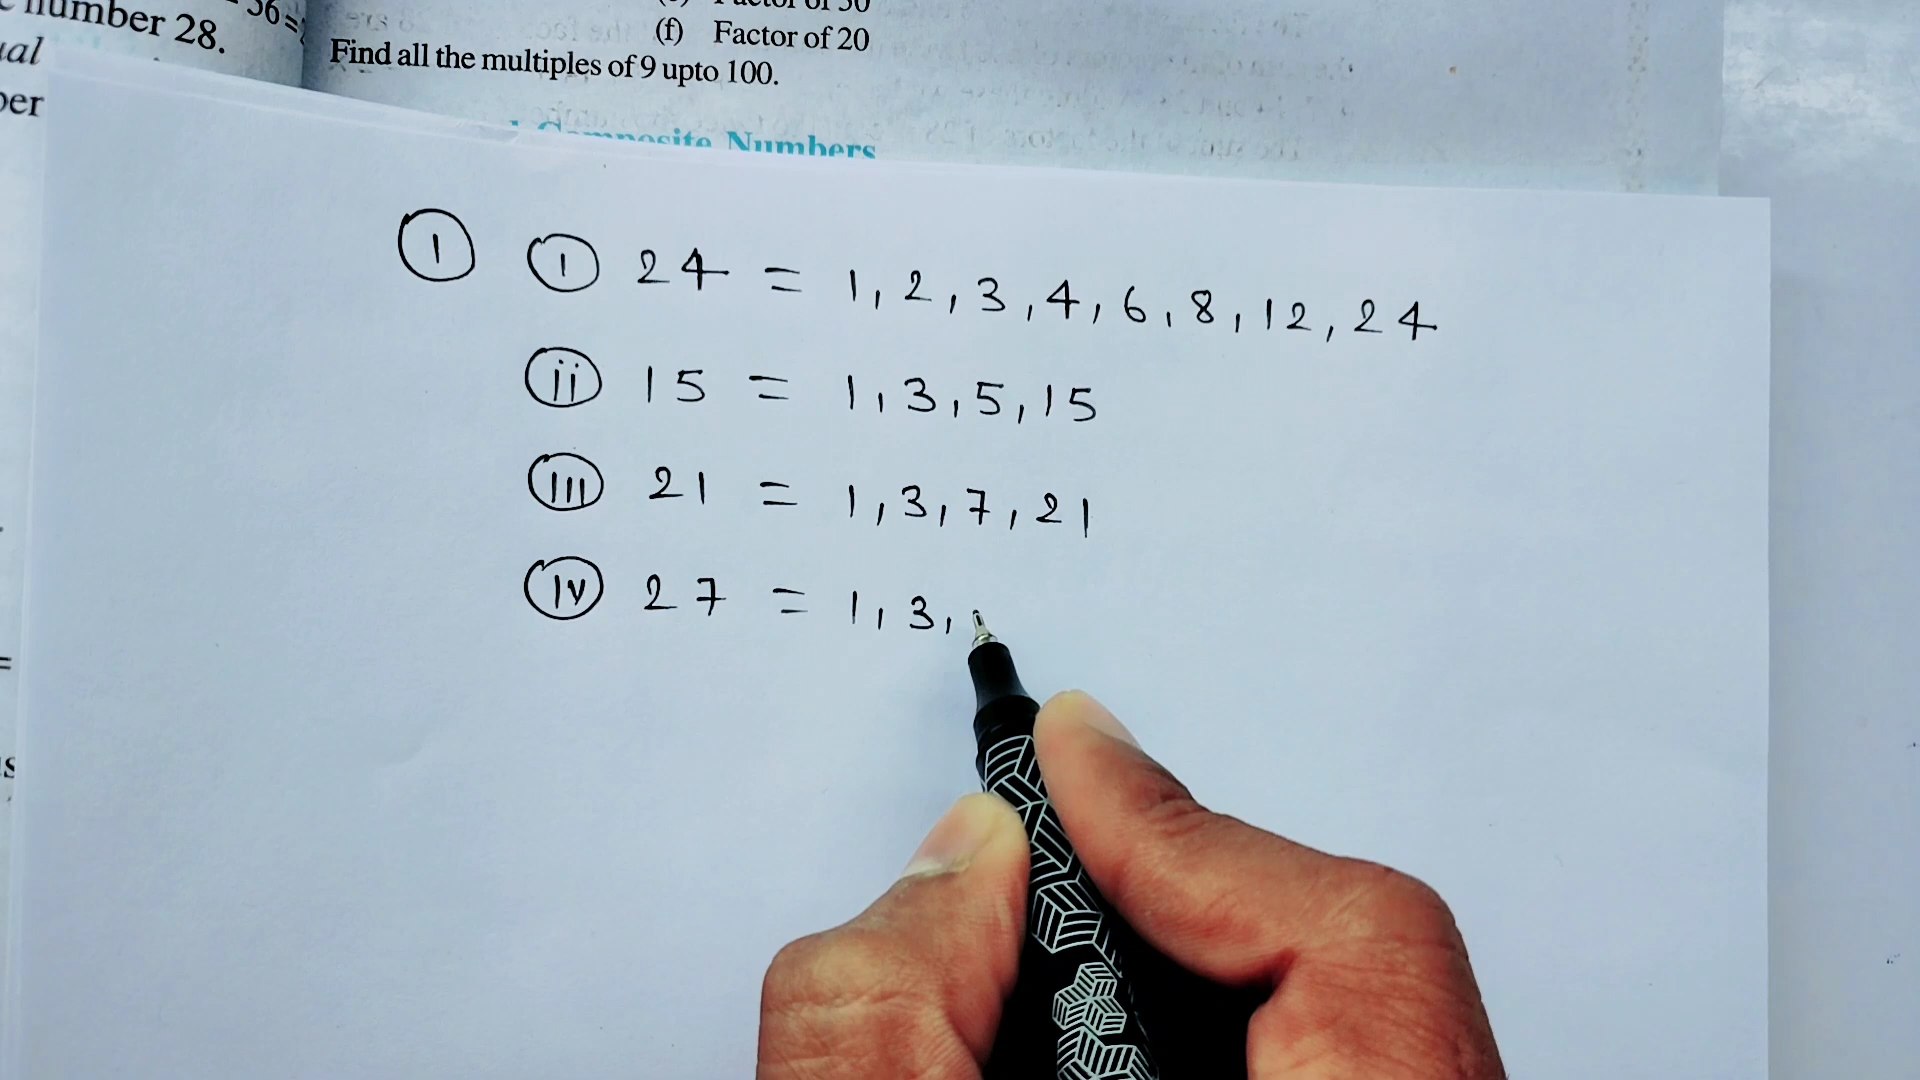 number 28.
36=
(f) Factor of 20
Find all the multiples of 9 upto 100.
Composite Numbers
1 i 24 = 1, 2, 3, 4, 6, 8, 12, 24
ii 15 = 1, 3, 5, 15
iii 21 = 1, 3, 7, 21
iv 27 = 1, 3,